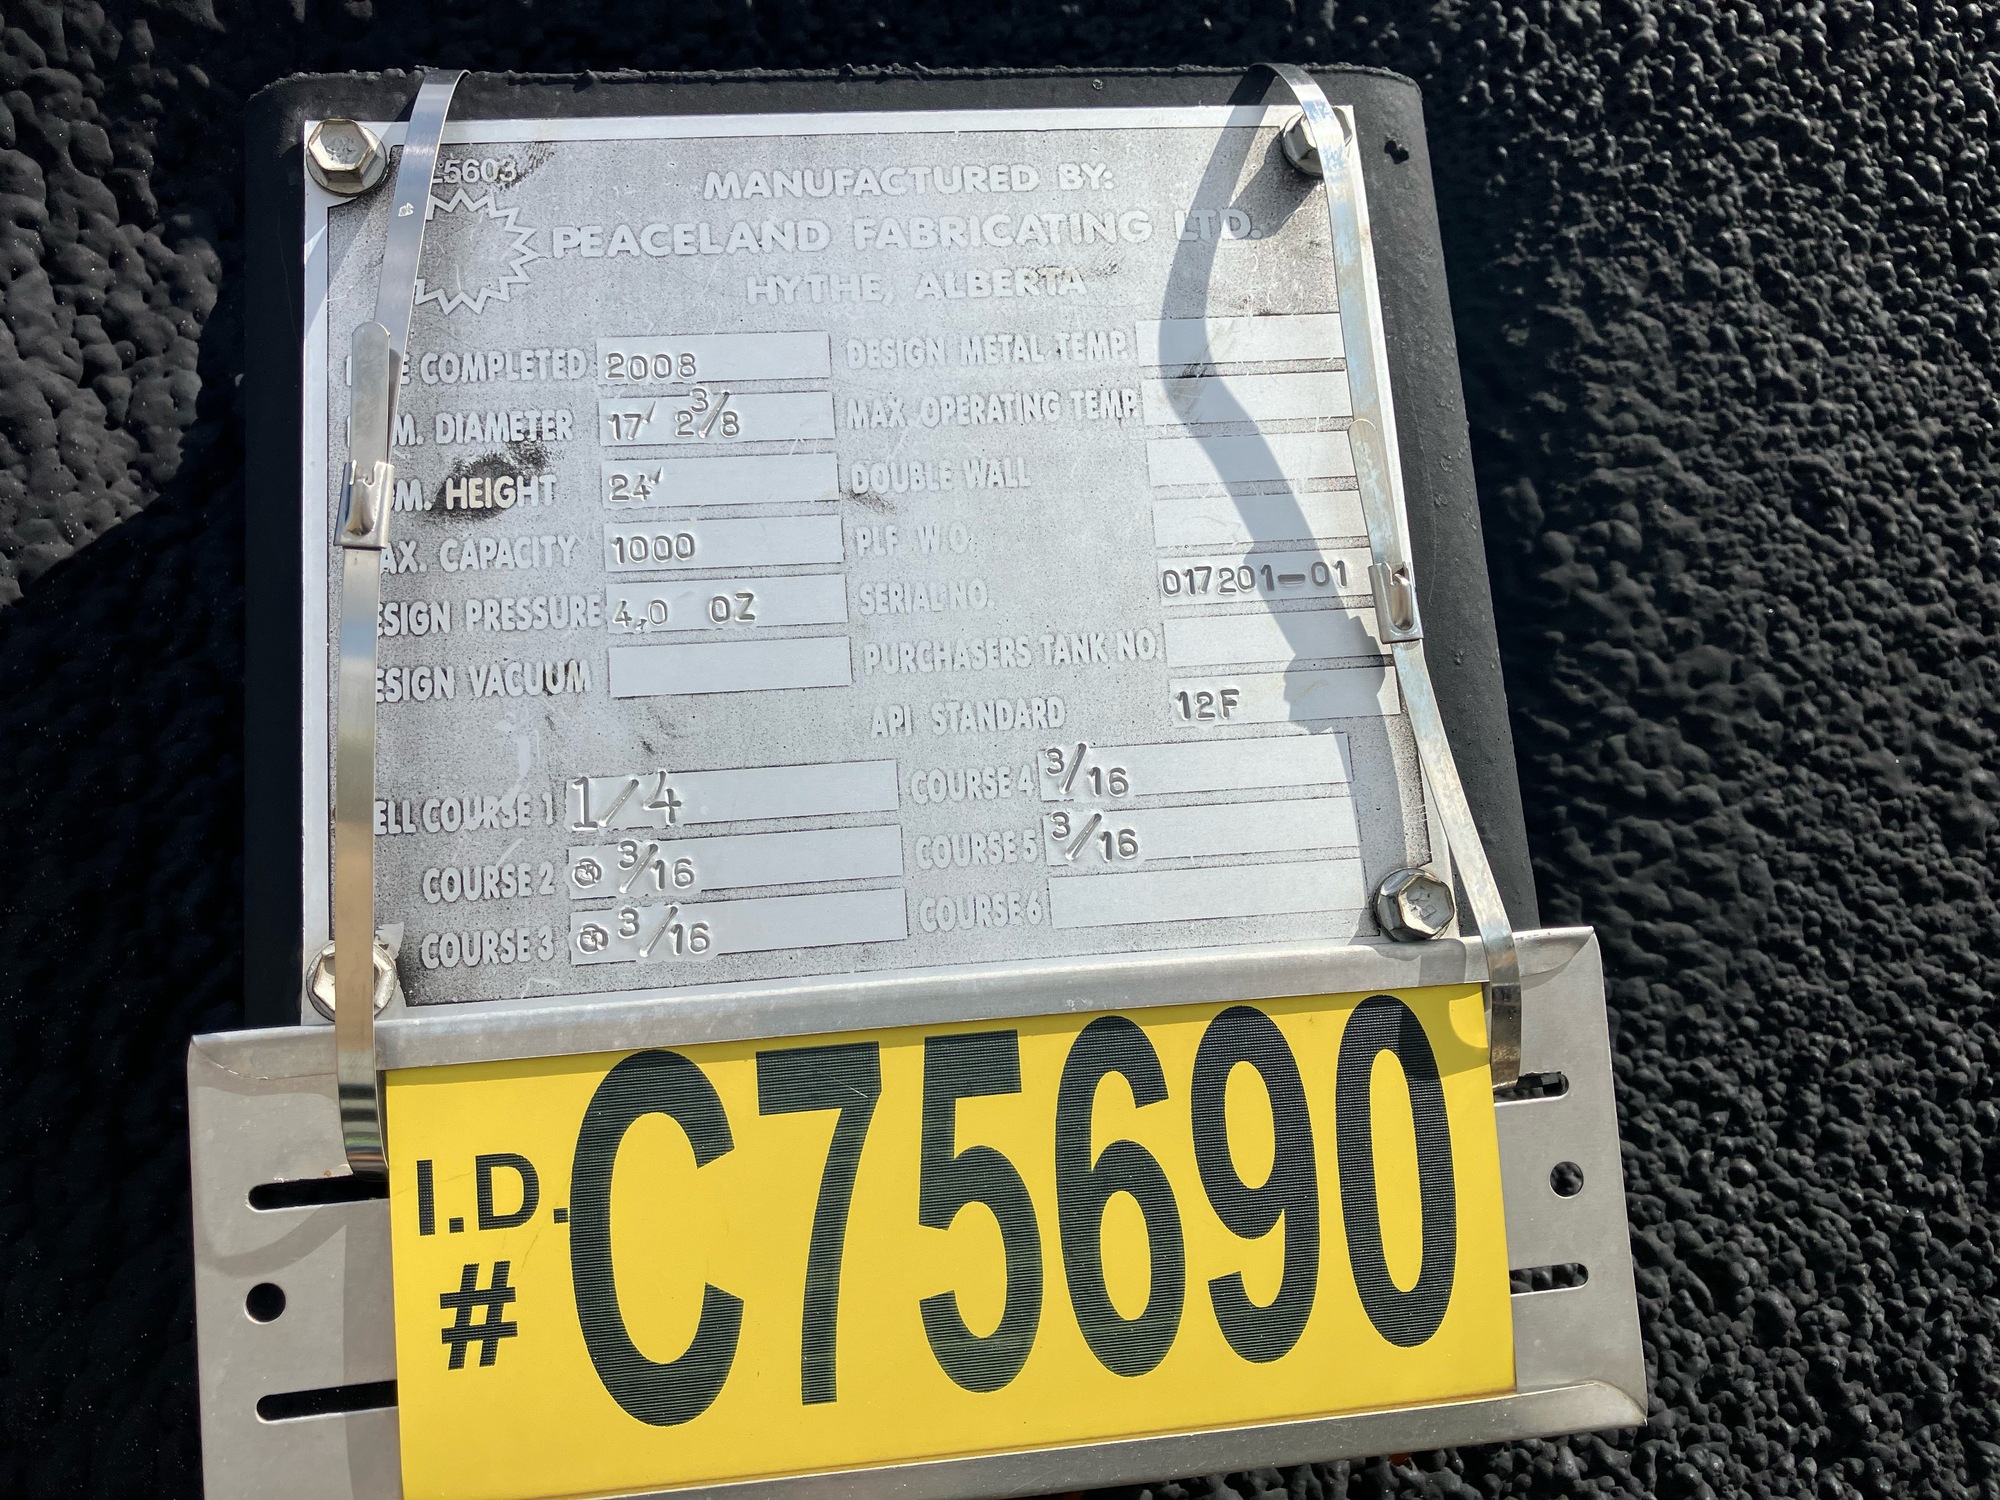 5603
MANUFACTURED BY:
PEACELAND FABRICATING LTD.
HYTHE, ALBERTA
E COMPLETED 2008 DESIGN METAL TEMP.
M. DIAMETER 17' 2 3/8 MAX. OPERATING TEMP.
M. HEIGHT 24' DOUBLE WALL
AX. CAPACITY 1000 PLF W.O.
ESIGN PRESSURE 4.0 OZ SERIAL NO. 017201-01
ESIGN VACUUM PURCHASERS TANK NO.
API STANDARD 12F
ELL COURSE 1 1/4 COURSE 4 3/16
COURSE 2 3/16 COURSE 5 3/16
COURSE 3 3/16 COURSE 6
I.D. # C75690